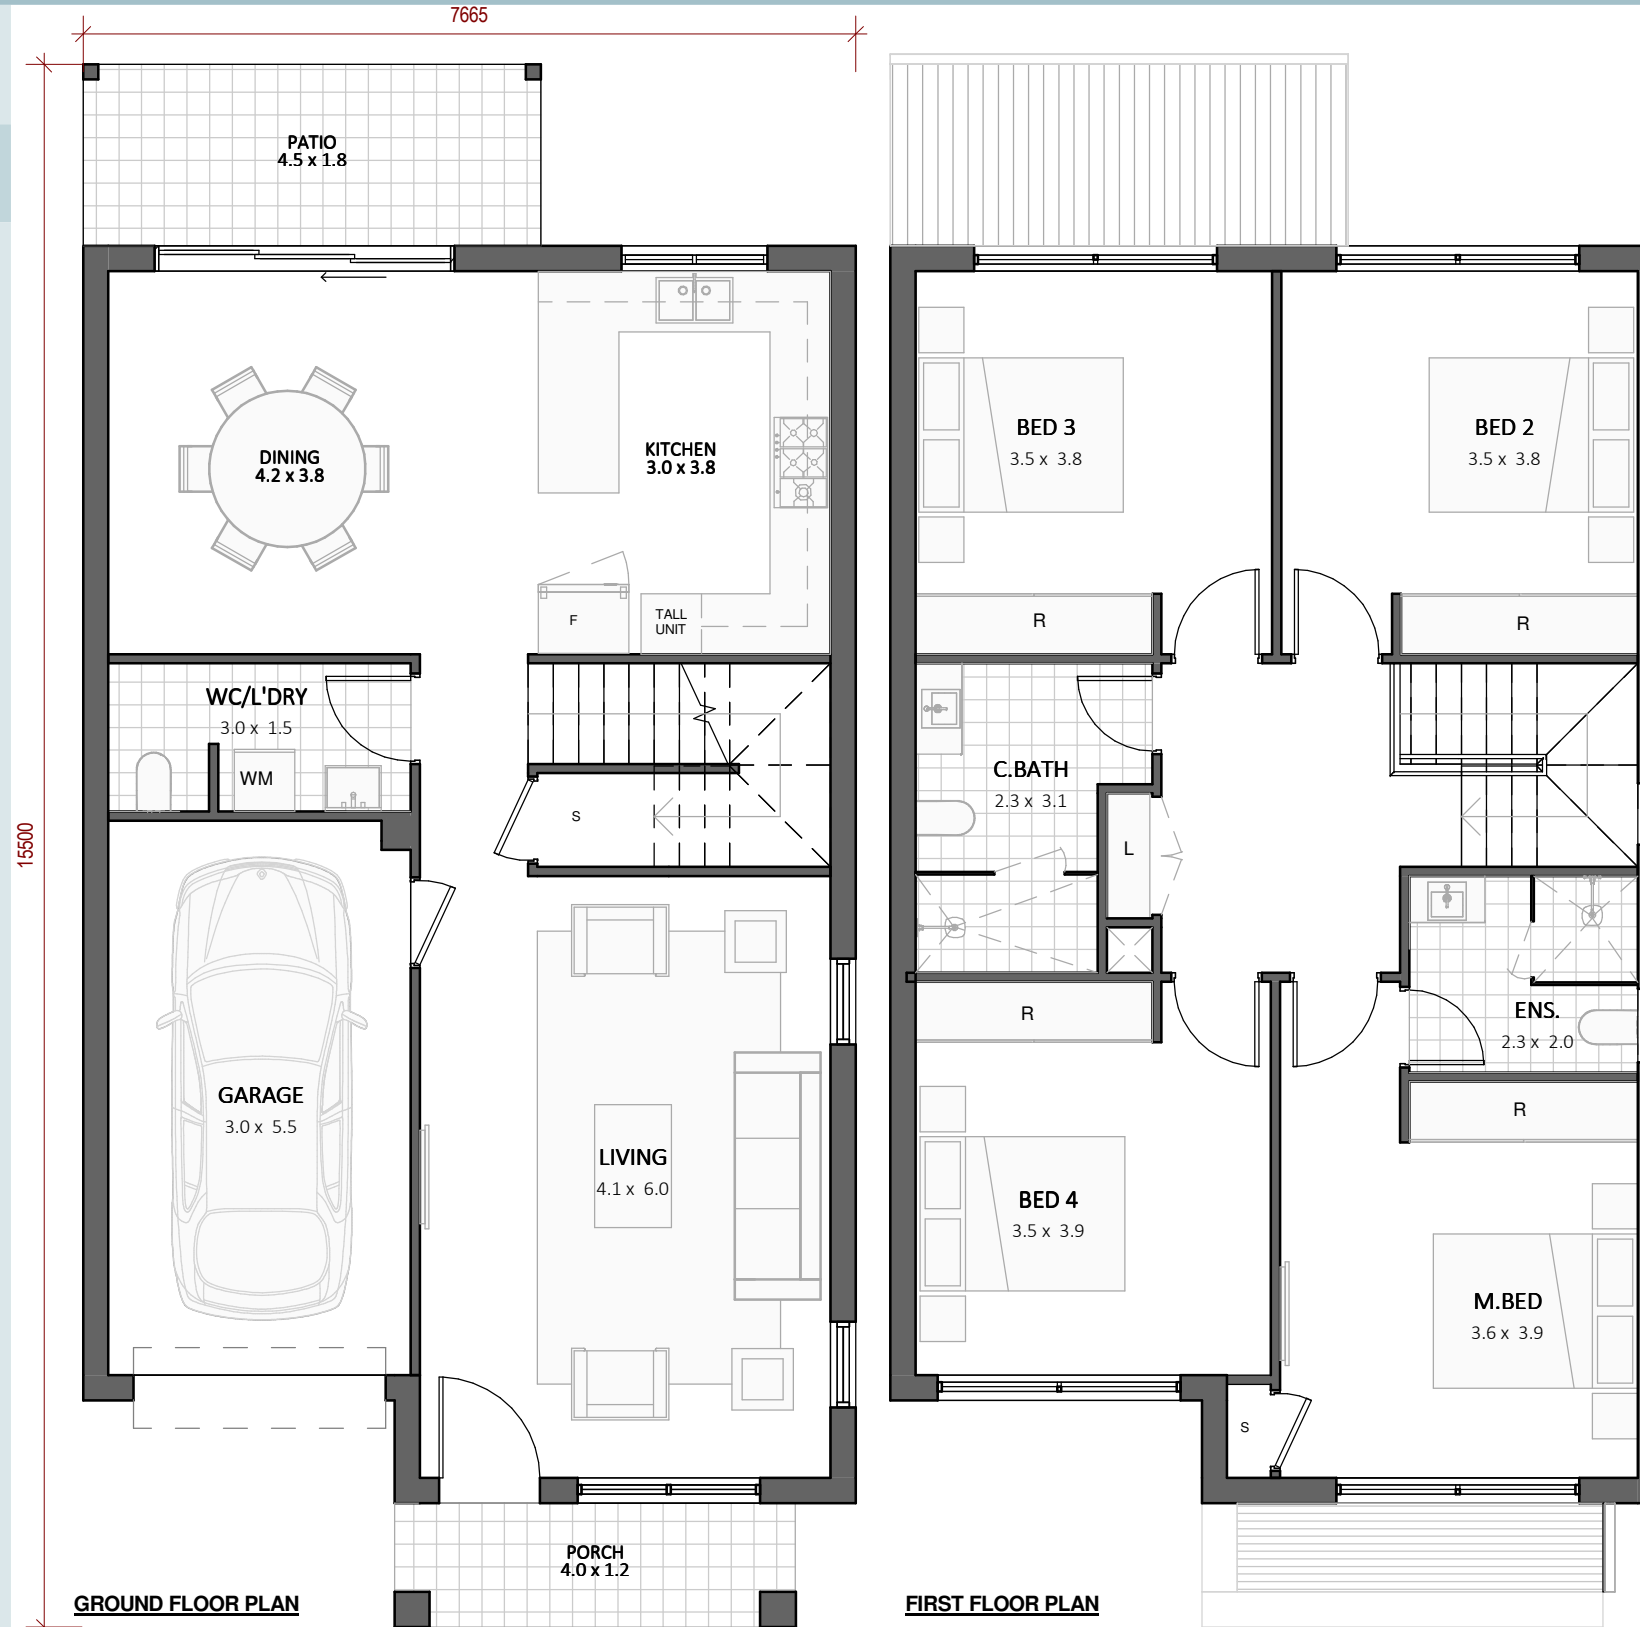 7665
15500
PATIO
4.5 x 1.8
DINING
4.2 x 3.8
KITCHEN
3.0 x 3.8
F
TALL
UNIT
WC/L'DRY
3.0 x 1.5
WM
S
GARAGE
3.0 x 5.5
LIVING
4.1 x 6.0
PORCH
4.0 x 1.2
GROUND FLOOR PLAN
BED 3
3.5 x 3.8
BED 2
3.5 x 3.8
R
R
C.BATH
2.3 x 3.1
L
R
ENS.
2.3 x 2.0
R
BED 4
3.5 x 3.9
M.BED
3.6 x 3.9
S
FIRST FLOOR PLAN